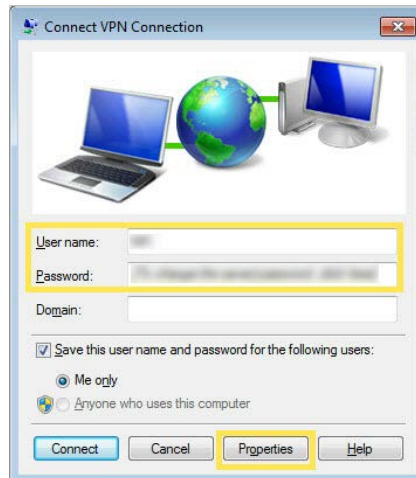 Connect VPN Connection
User name:
Password:
Domain:
Save this user name and password for the following users:
Me only
Anyone who uses this computer
Connect Cancel Properties Help